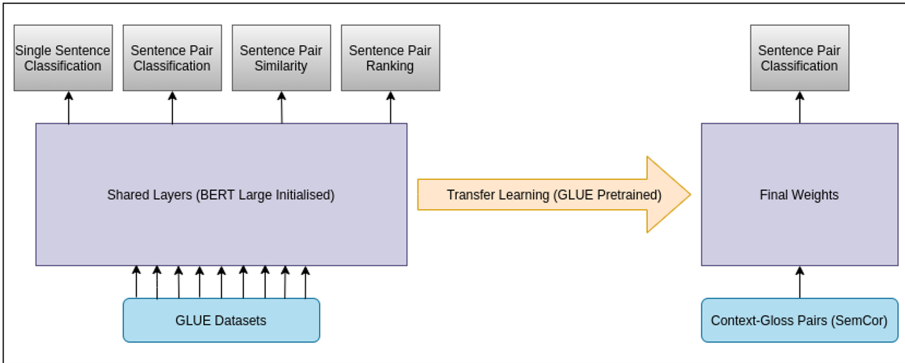 Single Sentence
Classification
Sentence Pair
Classification
Sentence Pair
Similarity
Sentence Pair
Ranking
Sentence Pair
Classification
Shared Layers (BERT Large Initialised)
Transfer Learning (GLUE Pretrained)
Final Weights
GLUE Datasets
Context-Gloss Pairs (SemCor)